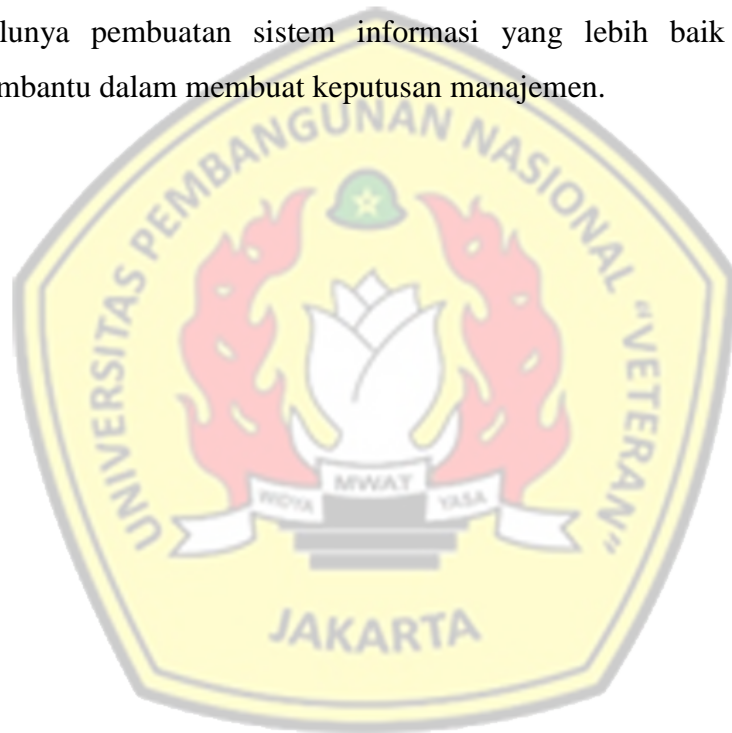 lunya pembuatan sistem informasi yang lebih baik
mbantu dalam membuat keputusan manajemen.
UNIVERSITAS PEMBANGUNAN NASIONAL "VETERAN"
WIDYA MWAT YASA
JAKARTA